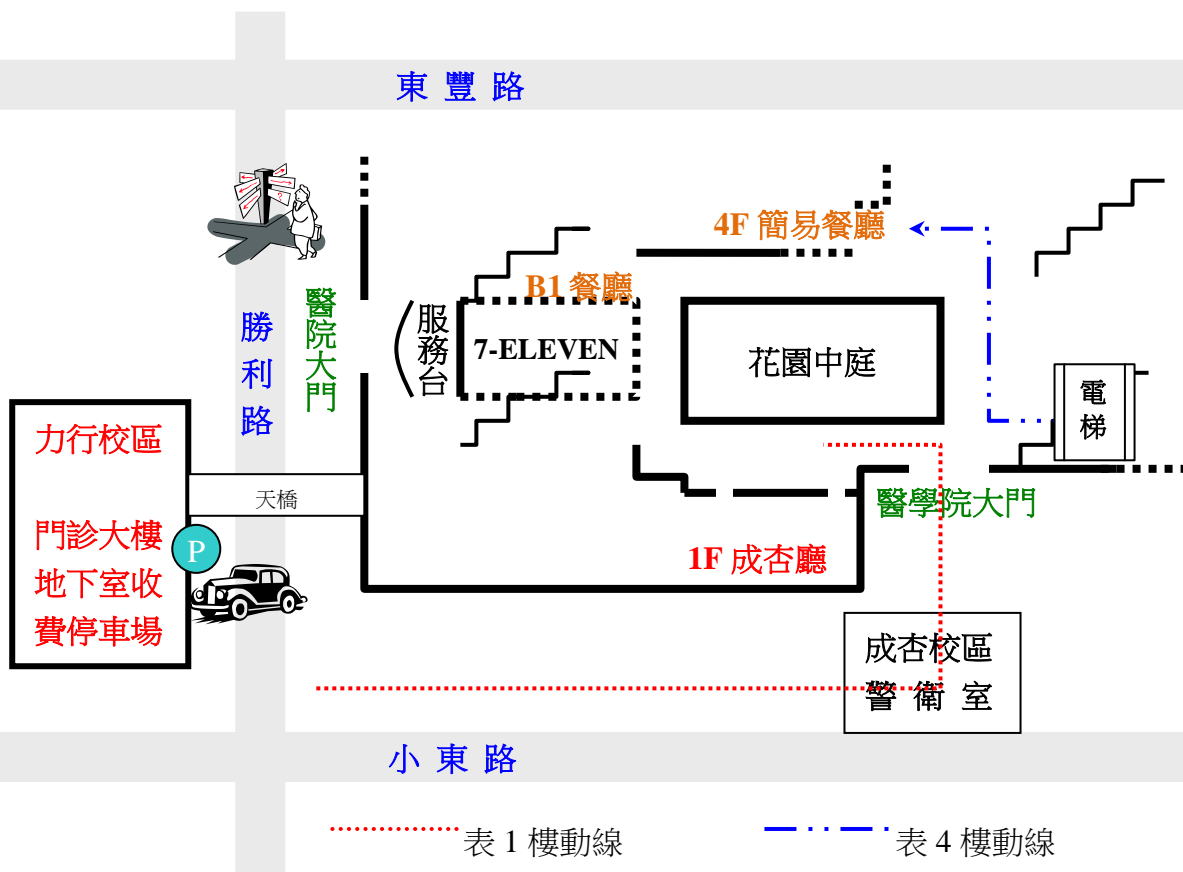 東 豐 路
4F 簡易餐廳
B1 餐廳
醫院大門
服務台
7-ELEVEN
花園中庭
電梯
勝利路
力行校區
門診大樓
地下室收
費停車場
P
天橋
醫學院大門
1F 成杏廳
成杏校區
警 衛 室
小 東 路
表 1 樓動線
表 4 樓動線